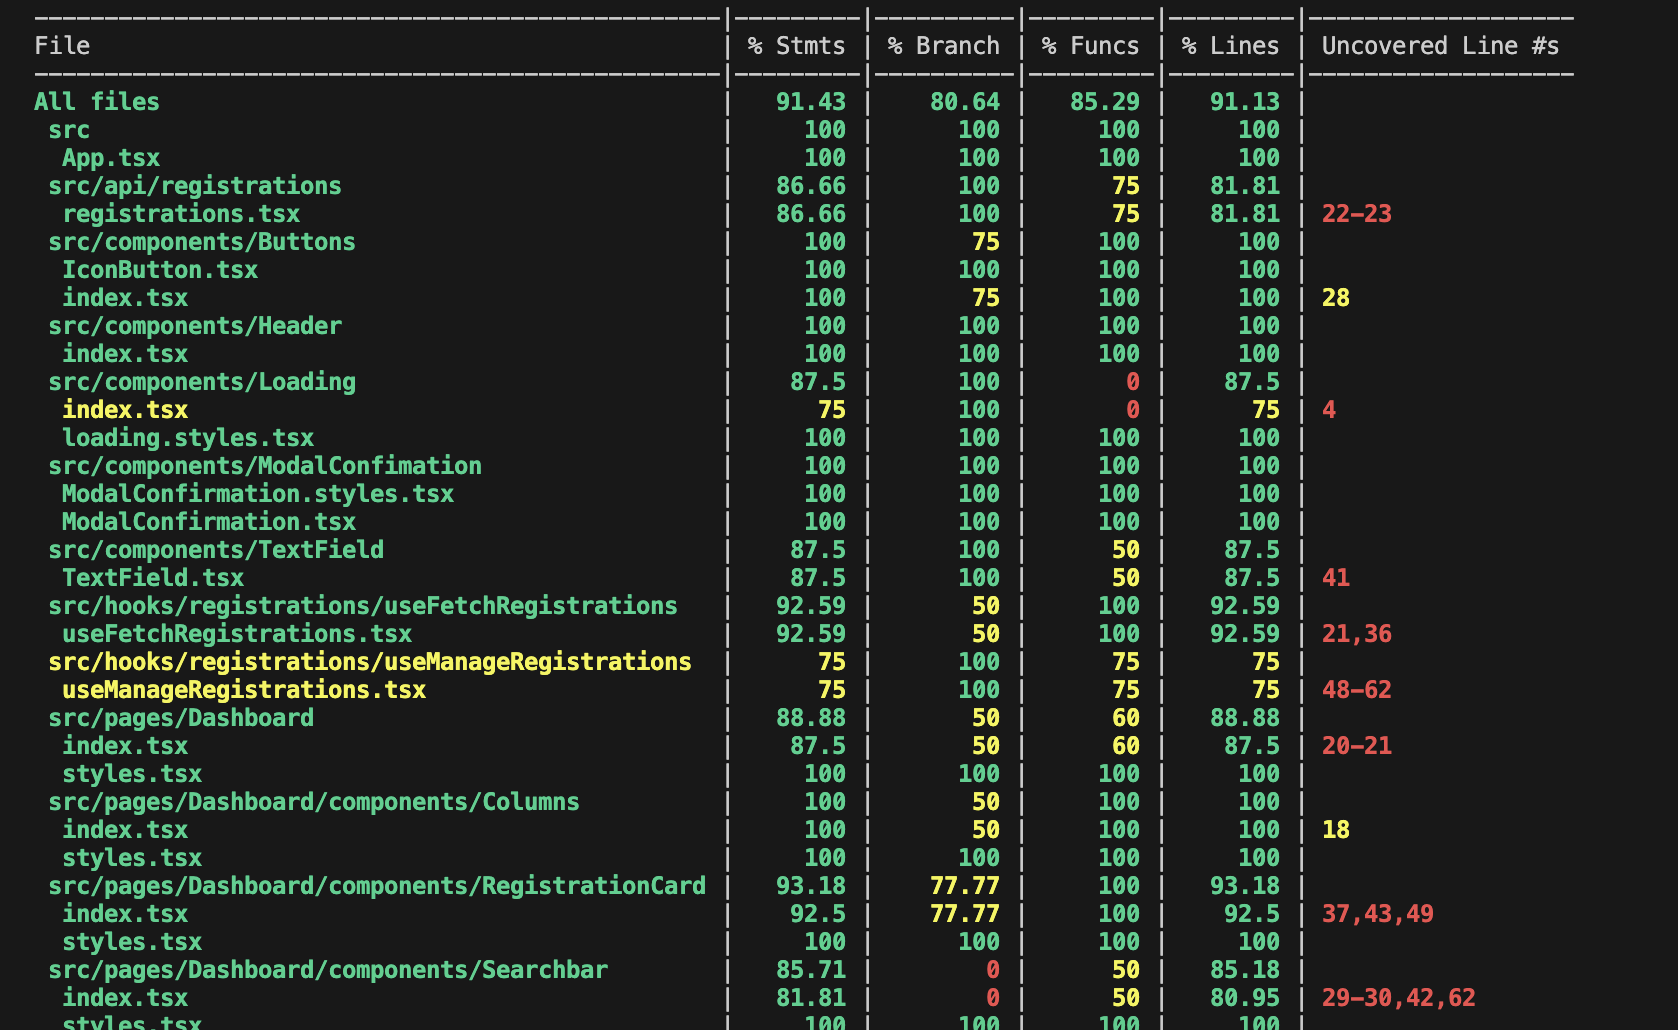 File | % Stmts | % Branch | % Funcs | % Lines | Uncovered Line #s
All files | 91.43 | 80.64 | 85.29 | 91.13 |
src | 100 | 100 | 100 | 100 |
App.tsx | 100 | 100 | 100 | 100 |
src/api/registrations | 86.66 | 100 | 75 | 81.81 |
registrations.tsx | 86.66 | 100 | 75 | 81.81 | 22-23
src/components/Buttons | 100 | 75 | 100 | 100 |
IconButton.tsx | 100 | 100 | 100 | 100 |
index.tsx | 100 | 75 | 100 | 100 | 28
src/components/Header | 100 | 100 | 100 | 100 |
index.tsx | 100 | 100 | 100 | 100 |
src/components/Loading | 87.5 | 100 | 0 | 87.5 |
index.tsx | 75 | 100 | 0 | 75 | 4
loading.styles.tsx | 100 | 100 | 100 | 100 |
src/components/ModalConfimation | 100 | 100 | 100 | 100 |
ModalConfirmation.styles.tsx | 100 | 100 | 100 | 100 |
ModalConfirmation.tsx | 100 | 100 | 100 | 100 |
src/components/TextField | 87.5 | 100 | 50 | 87.5 |
TextField.tsx | 87.5 | 100 | 50 | 87.5 | 41
src/hooks/registrations/useFetchRegistrations | 92.59 | 50 | 100 | 92.59 |
useFetchRegistrations.tsx | 92.59 | 50 | 100 | 92.59 | 21,36
src/hooks/registrations/useManageRegistrations | 75 | 100 | 75 | 75 |
useManageRegistrations.tsx | 75 | 100 | 75 | 75 | 48-62
src/pages/Dashboard | 88.88 | 50 | 60 | 88.88 |
index.tsx | 87.5 | 50 | 60 | 87.5 | 20-21
styles.tsx | 100 | 100 | 100 | 100 |
src/pages/Dashboard/components/Columns | 100 | 50 | 100 | 100 |
index.tsx | 100 | 50 | 100 | 100 | 18
styles.tsx | 100 | 100 | 100 | 100 |
src/pages/Dashboard/components/RegistrationCard | 93.18 | 77.77 | 100 | 93.18 |
index.tsx | 92.5 | 77.77 | 100 | 92.5 | 37,43,49
styles.tsx | 100 | 100 | 100 | 100 |
src/pages/Dashboard/components/Searchbar | 85.71 | 0 | 50 | 85.18 |
index.tsx | 81.81 | 0 | 50 | 80.95 | 29-30,42,62
styles.tsx | 100 | 100 | 100 | 100 |